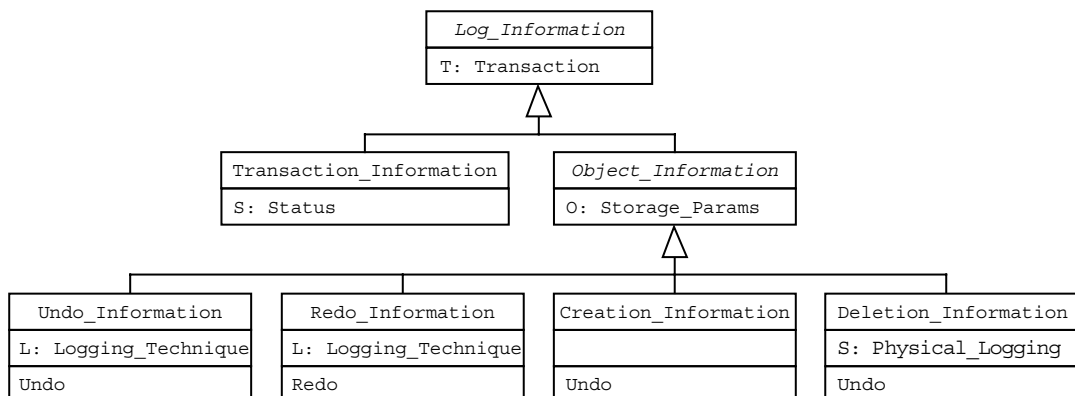 Log_Information
T: Transaction
Transaction_Information
S: Status
Object_Information
O: Storage_Params
Undo_Information
L: Logging_Technique
Undo
Redo_Information
L: Logging_Technique
Redo
Creation_Information
Undo
Deletion_Information
S: Physical_Logging
Undo